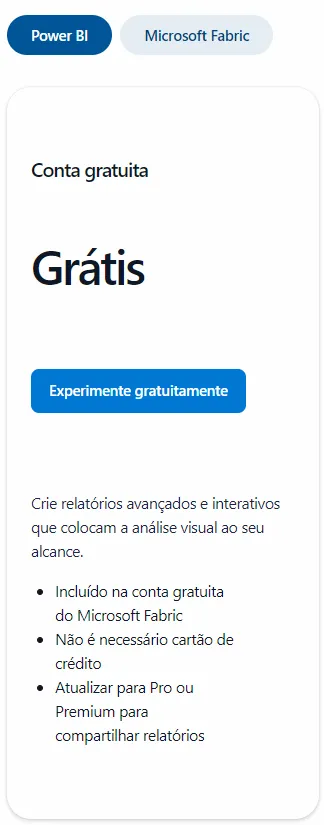 Power BI
Microsoft Fabric
Conta gratuita
Grátis
Experimente gratuitamente
Crie relatórios avançados e interativos
que colocam a análise visual ao seu
alcance.
Incluído na conta gratuita
do Microsoft Fabric
Não é necessário cartão de
crédito
Atualizar para Pro ou
Premium para
compartilhar relatórios